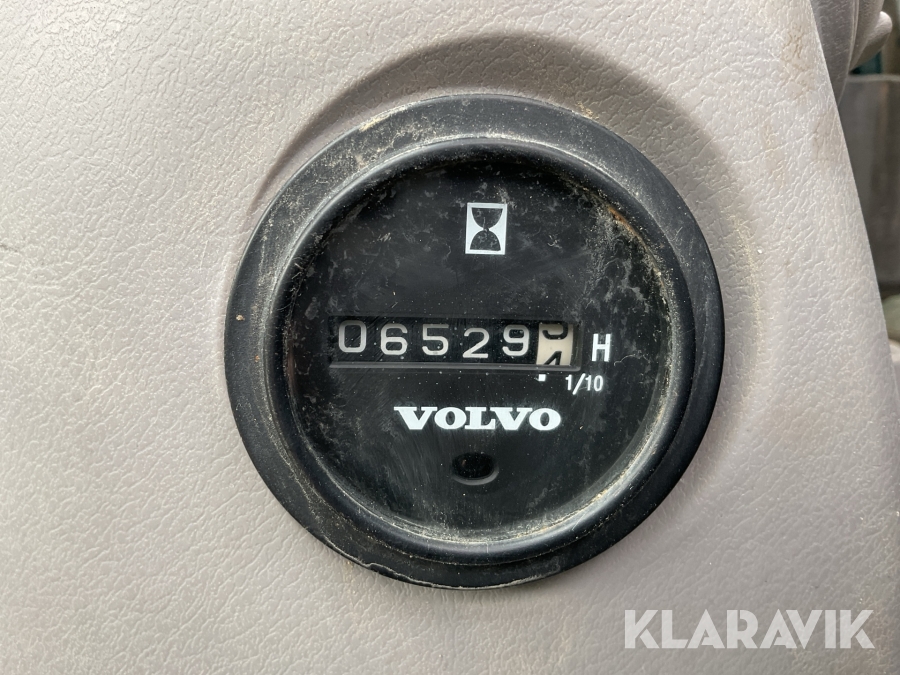 06529 H
1/10
VOLVO
KLARAVIK